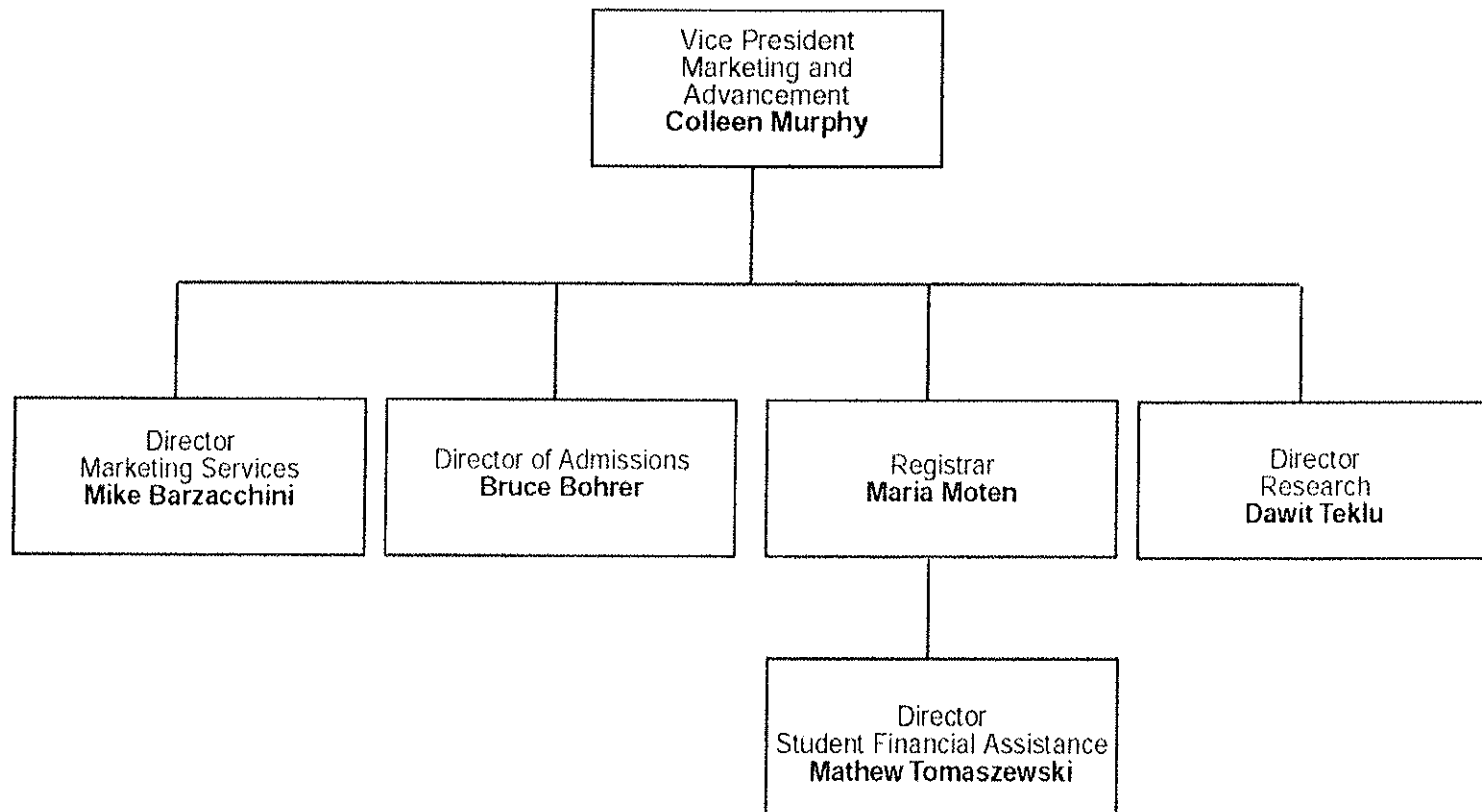 Vice President
Marketing and
Advancement
Colleen Murphy
Director
Marketing Services
Mike Barzacchini
Director of Admissions
Bruce Bohrer
Registrar
Maria Moten
Director
Research
Dawit Teklu
Director
Student Financial Assistance
Mathew Tomaszewski